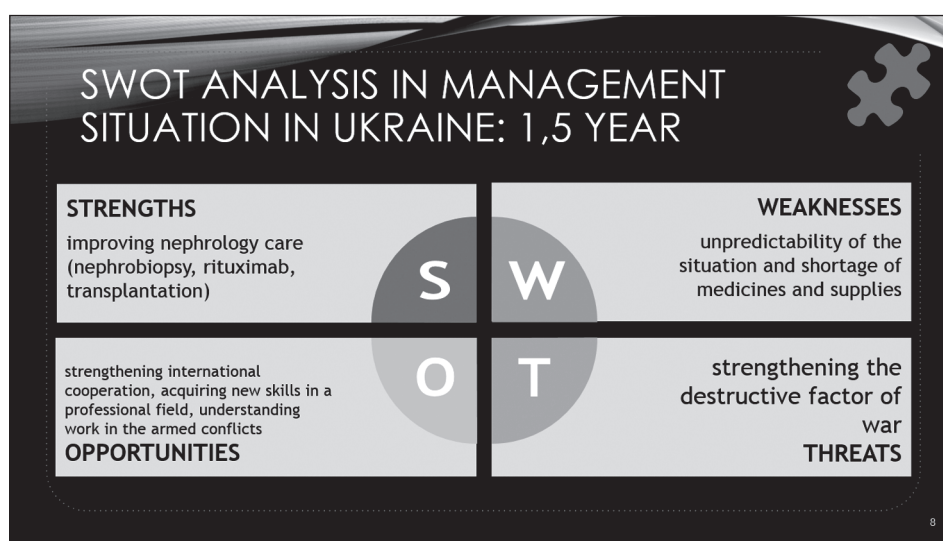 SWOT ANALYSIS IN MANAGEMENT
SITUATION IN UKRAINE: 1,5 YEAR
STRENGTHS
improving nephrology care
(nephrobiopsy, rituximab,
transplantation)
WEAKNESSES
unpredictability of the
situation and shortage of
medicines and supplies
S
W
O
T
strengthening international
cooperation, acquiring new skills in a
professional field, understanding
work in the armed conflicts
OPPORTUNITIES
strengthening the
destructive factor of
war
THREATS
8